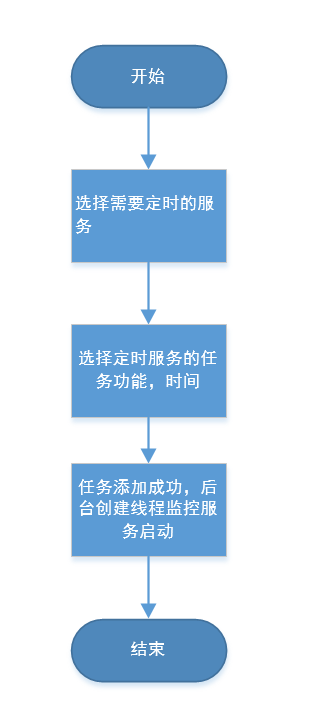 开始
选择需要定时的服
务
选择定时服务的任
务功能，时间
任务添加成功，后
台创建线程监控服
务启动
结束